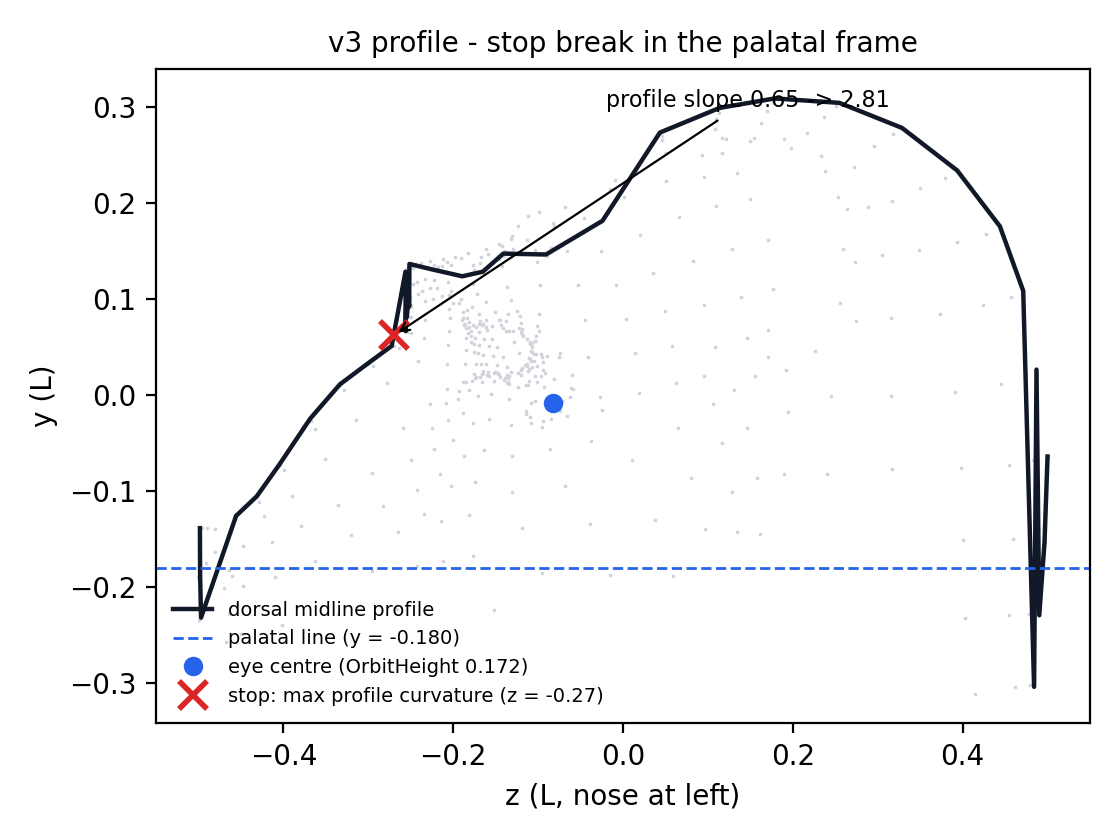 v3 profile - stop break in the palatal frame
profile slope 0.65 -> 2.81
0.3
0.2
0.1
0.0
−0.1
−0.2
−0.3
y (L)
dorsal midline profile
palatal line (y = -0.180)
eye centre (OrbitHeight 0.172)
stop: max profile curvature (z = -0.27)
−0.4
−0.2
0.0
0.2
0.4
z (L, nose at left)